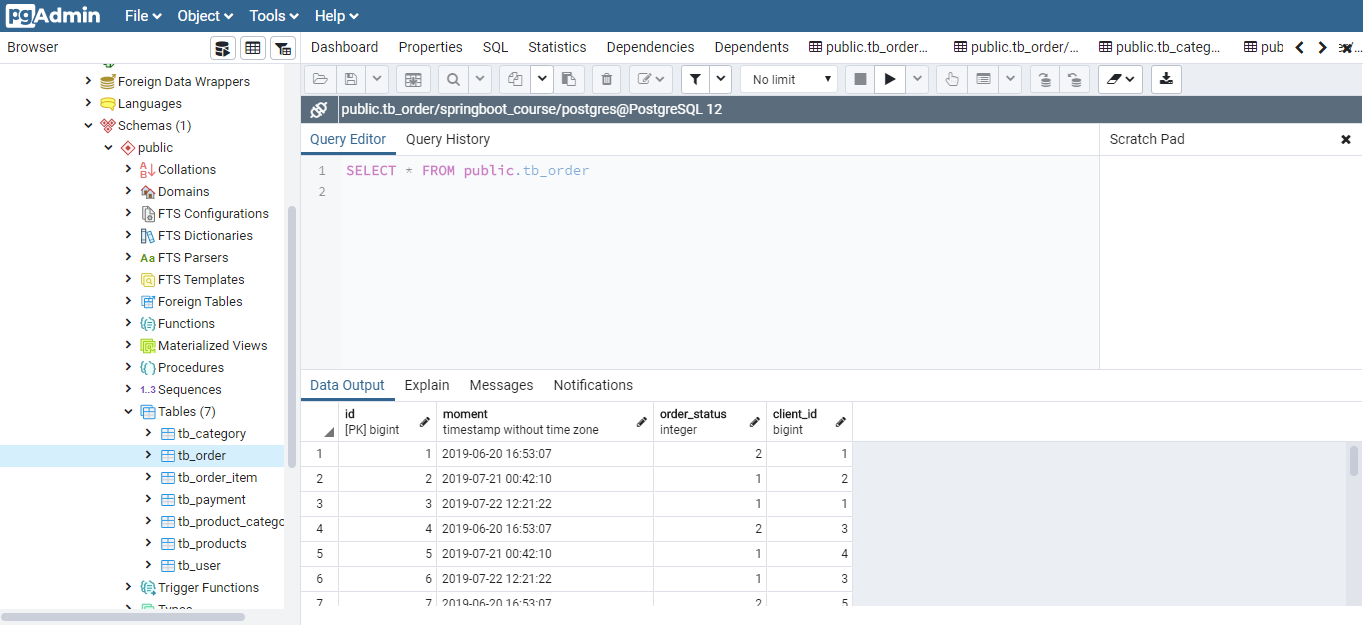 pgAdmin File Object Tools Help
Browser
Dashboard Properties SQL Statistics Dependencies Dependents public.tb_order... public.tb_order/... public.tb_categ... pub
Foreign Data Wrappers
Languages
Schemas (1)
public
Collations
Domains
FTS Configurations
FTS Dictionaries
Aa FTS Parsers
FTS Templates
Foreign Tables
Functions
Materialized Views
Procedures
1..3 Sequences
Tables (7)
tb_category
tb_order
tb_order_item
tb_payment
tb_product_catego
tb_products
tb_user
Trigger Functions
Types
No limit
public.tb_order/springboot_course/postgres@PostgreSQL 12
Query Editor Query History
Scratch Pad
1 SELECT * FROM public.tb_order
2
Data Output Explain Messages Notifications
id moment order_status client_id
[PK] bigint timestamp without time zone integer bigint
1 1 2019-06-20 16:53:07 2 1
2 2 2019-07-21 00:42:10 1 2
3 3 2019-07-22 12:21:22 1 1
4 4 2019-06-20 16:53:07 2 3
5 5 2019-07-21 00:42:10 1 4
6 6 2019-07-22 12:21:22 1 3
7 7 2019-06-20 16:53:07 2 5